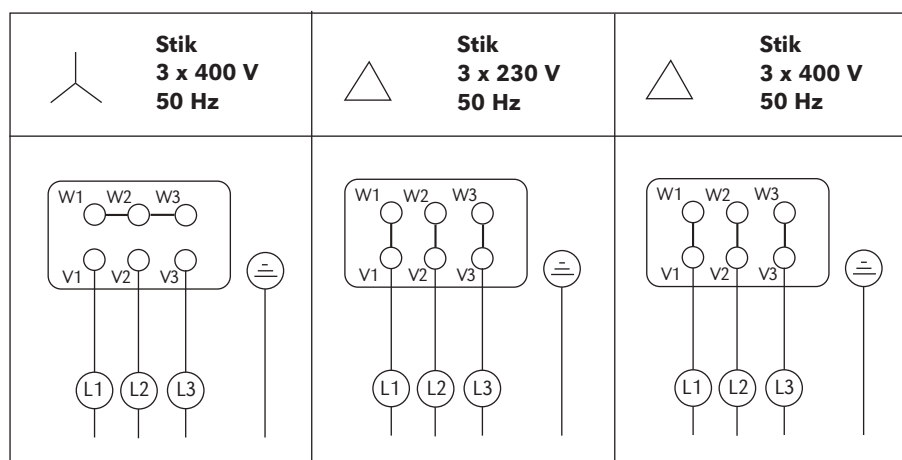 Stik
3 x 400 V
50 Hz
Stik
3 x 230 V
50 Hz
Stik
3 x 400 V
50 Hz
W1 W2 W3
V1 V2 V3
L1 L2 L3
W1 W2 W3
V1 V2 V3
L1 L2 L3
W1 W2 W3
V1 V2 V3
L1 L2 L3